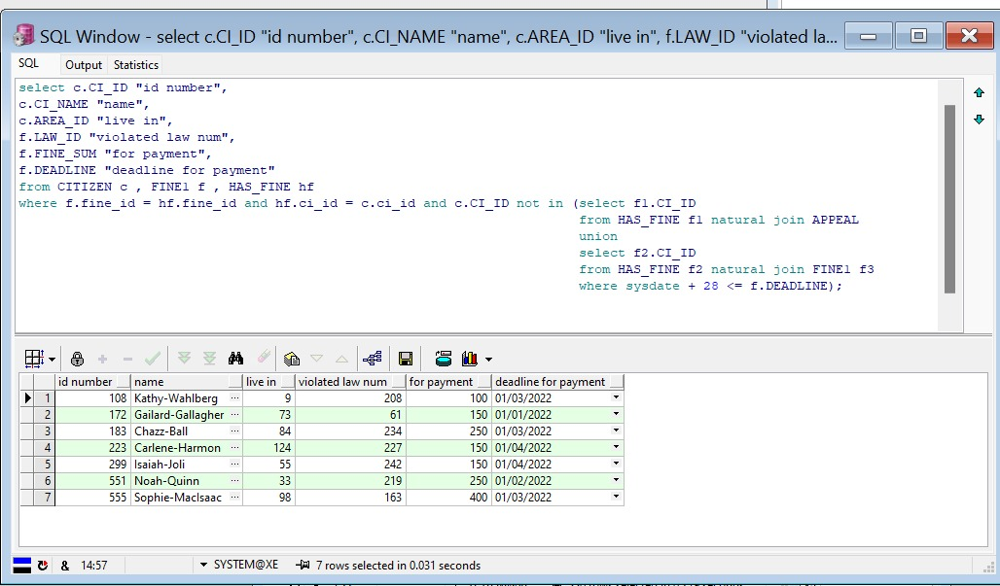 SQL Window - select c.CI_ID "id number", c.CI_NAME "name", c.AREA_ID "live in", f.LAW_ID "violated la...
SQL Output Statistics
select c.CI_ID "id number",
c.CI_NAME "name",
c.AREA_ID "live in",
f.LAW_ID "violated law num",
f.FINE_SUM "for payment",
f.DEADLINE "deadline for payment"
from CITIZEN c , FINE1 f , HAS_FINE hf
where f.fine_id = hf.fine_id and hf.ci_id = c.ci_id and c.CI_ID not in (select f1.CI_ID
from HAS_FINE f1 natural join APPEAL
union
select f2.CI_ID
from HAS_FINE f2 natural join FINE1 f3
where sysdate + 28 <= f.DEADLINE);
id number name live in violated law num for payment deadline for payment
1 108 Kathy-Wahlberg ... 9 208 100 01/03/2022
2 172 Gailard-Gallagher ... 73 61 150 01/01/2022
3 183 Chazz-Ball ... 84 234 250 01/03/2022
4 223 Carlene-Harmon ... 124 227 150 01/04/2022
5 299 Isaiah-Joli ... 55 242 150 01/04/2022
6 551 Noah-Quinn ... 33 219 250 01/02/2022
7 555 Sophie-MacIsaac ... 98 163 400 01/03/2022
& 14:57 SYSTEM@XE 7 rows selected in 0.031 seconds